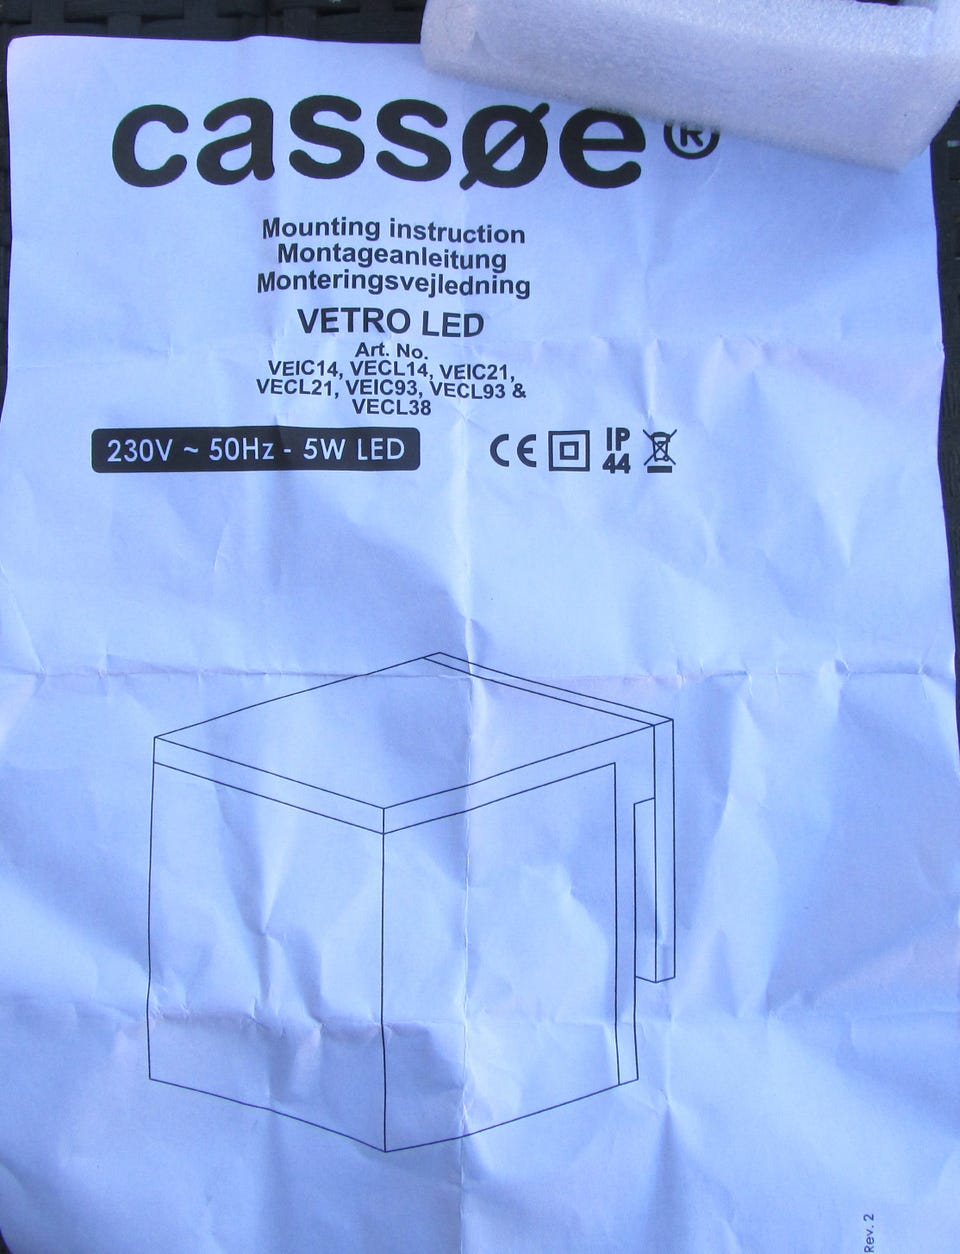 cassøe®
Mounting instruction
Montageanleitung
Monteringsvejledning
VETRO LED
Art. No.
VEIC14, VECL14, VEIC21,
VECL21, VEIC93, VECL93 &
VECL38
230V ~ 50Hz - 5W LED
CE
IP
44
Rev. 2